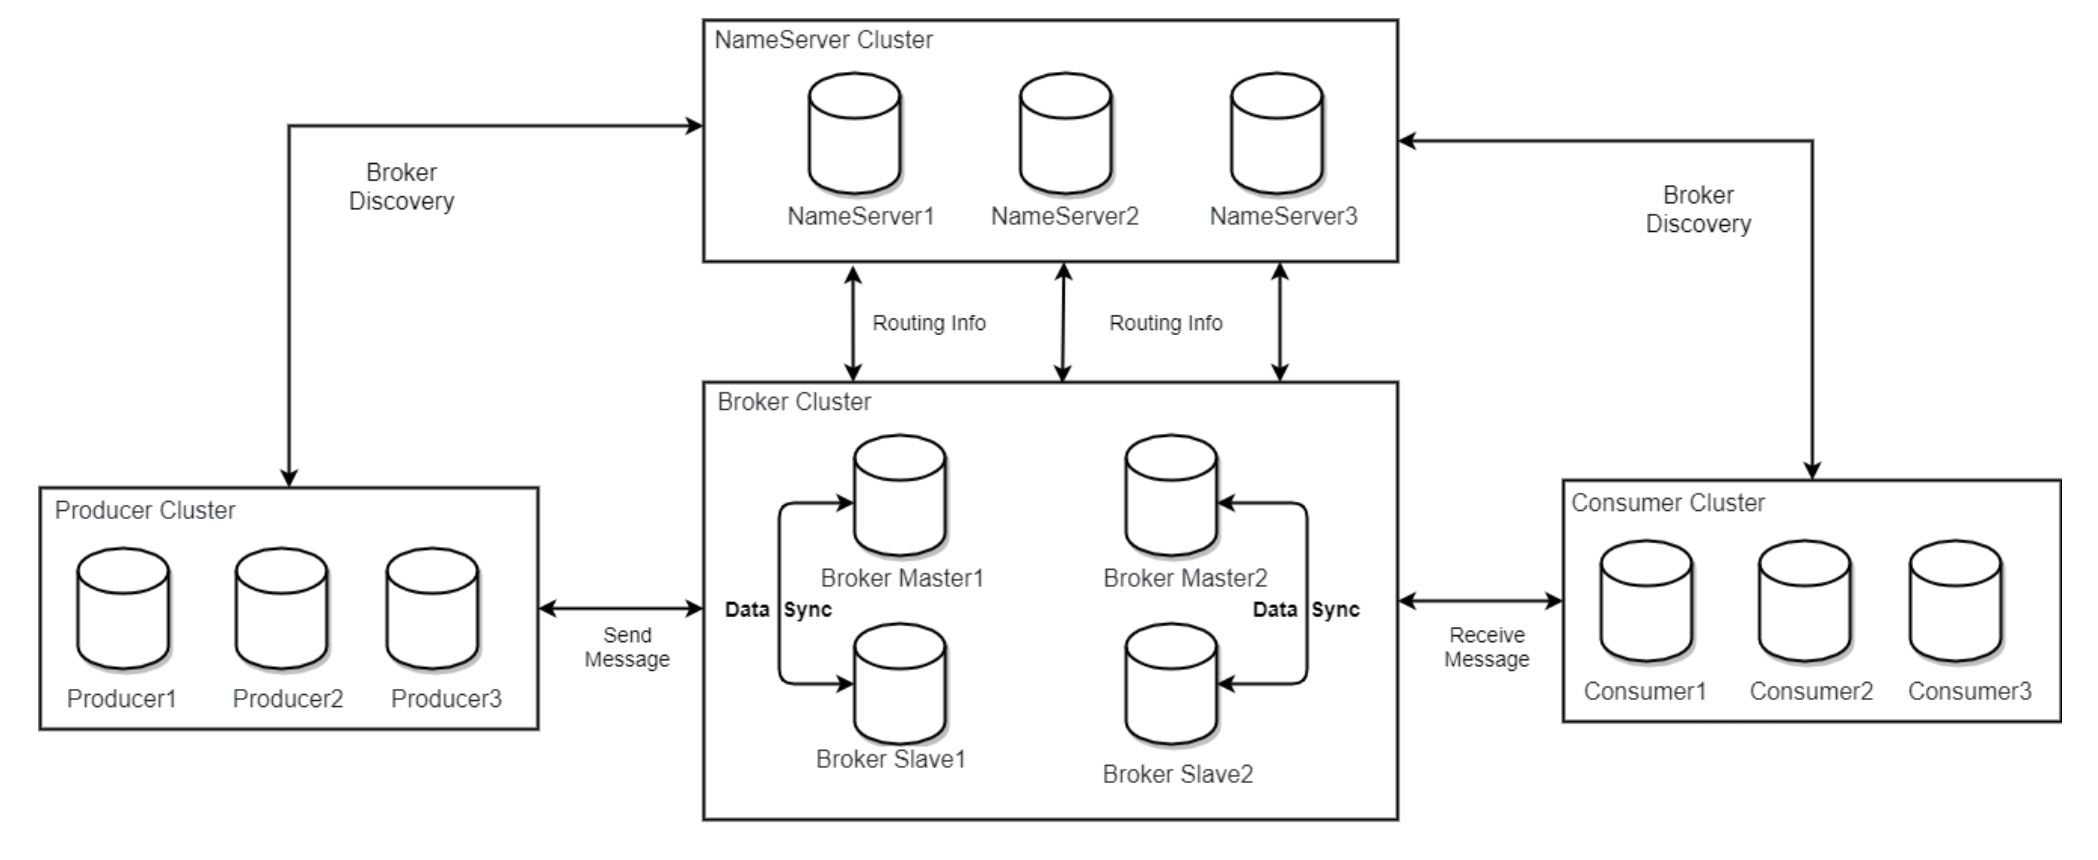 NameServer Cluster
NameServer1
NameServer2
NameServer3
Broker
Discovery
Broker
Discovery
Routing Info
Routing Info
Broker Cluster
Broker Master1
Broker Master2
Data Sync
Data Sync
Broker Slave1
Broker Slave2
Producer Cluster
Producer1
Producer2
Producer3
Send
Message
Receive
Message
Consumer Cluster
Consumer1
Consumer2
Consumer3